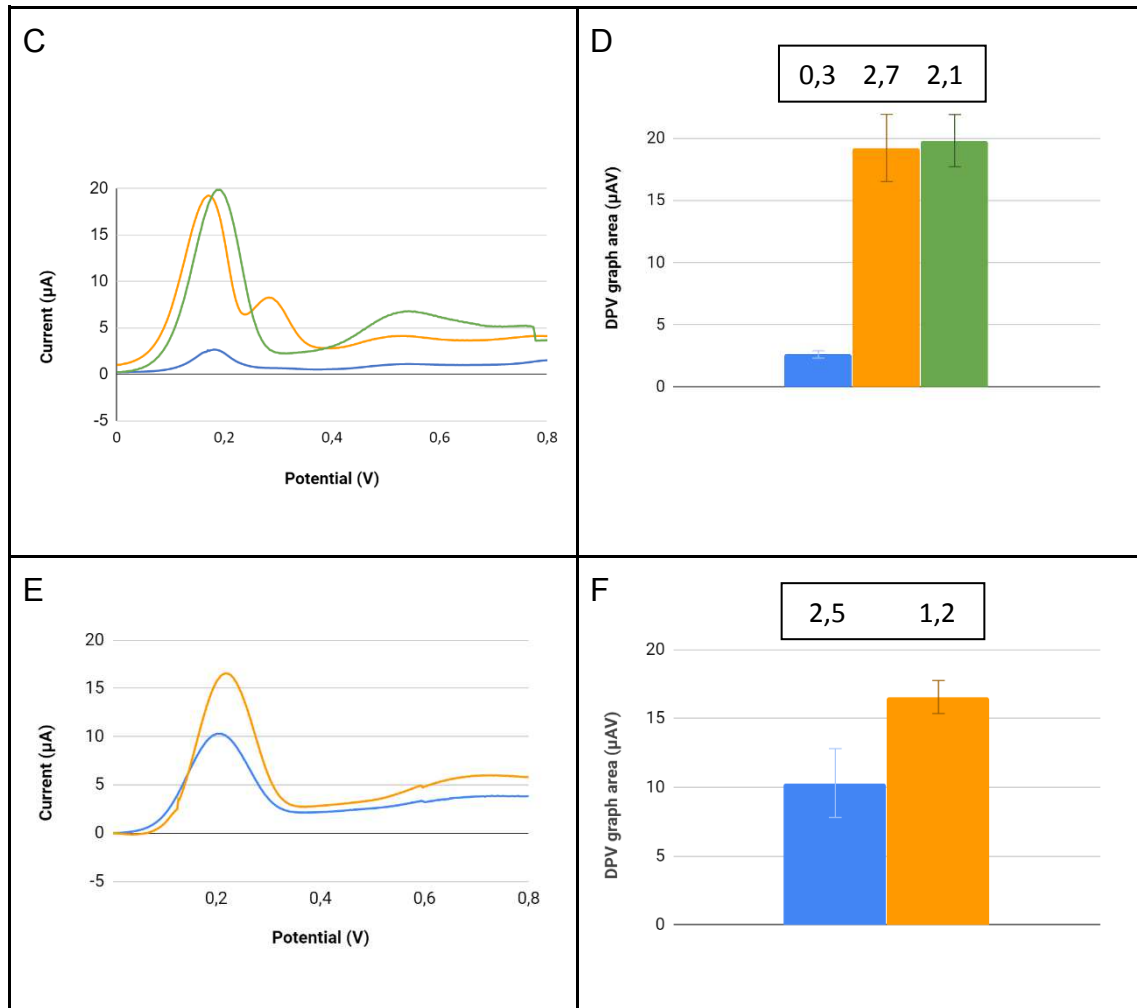 C
20
15
10
5
0
-5
Current (µA)
0
0,2
0,4
0,6
0,8
Potential (V)
D
0,3 2,7 2,1
20
15
10
5
0
DPV graph area (µAV)
E
20
15
10
5
0
-5
Current (µA)
0,2
0,4
0,6
0,8
Potential (V)
F
2,5 1,2
20
15
10
5
0
DPV graph area (µAV)